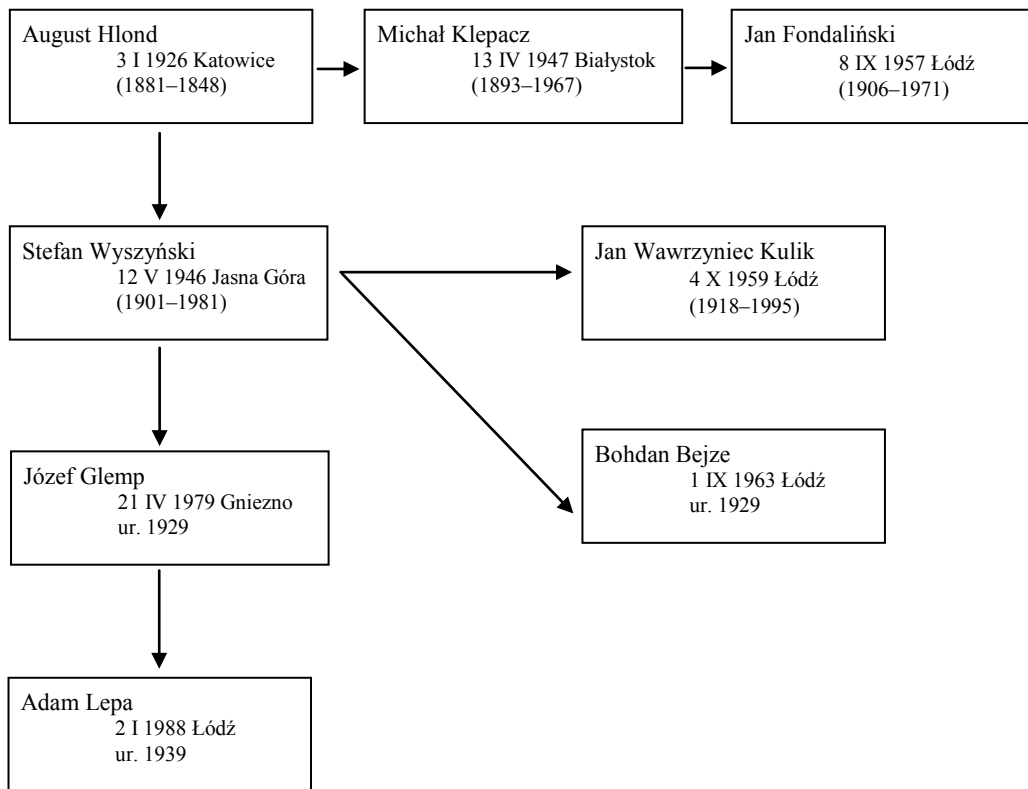 August Hlond
3 I 1926 Katowice
(1881–1848)
Michał Klepacz
13 IV 1947 Białystok
(1893–1967)
Jan Fondaliński
8 IX 1957 Łódź
(1906–1971)
Stefan Wyszyński
12 V 1946 Jasna Góra
(1901–1981)
Jan Wawrzyniec Kulik
4 X 1959 Łódź
(1918–1995)
Józef Glemp
21 IV 1979 Gniezno
ur. 1929
Bohdan Bejze
1 IX 1963 Łódź
ur. 1929
Adam Lepa
2 I 1988 Łódź
ur. 1939